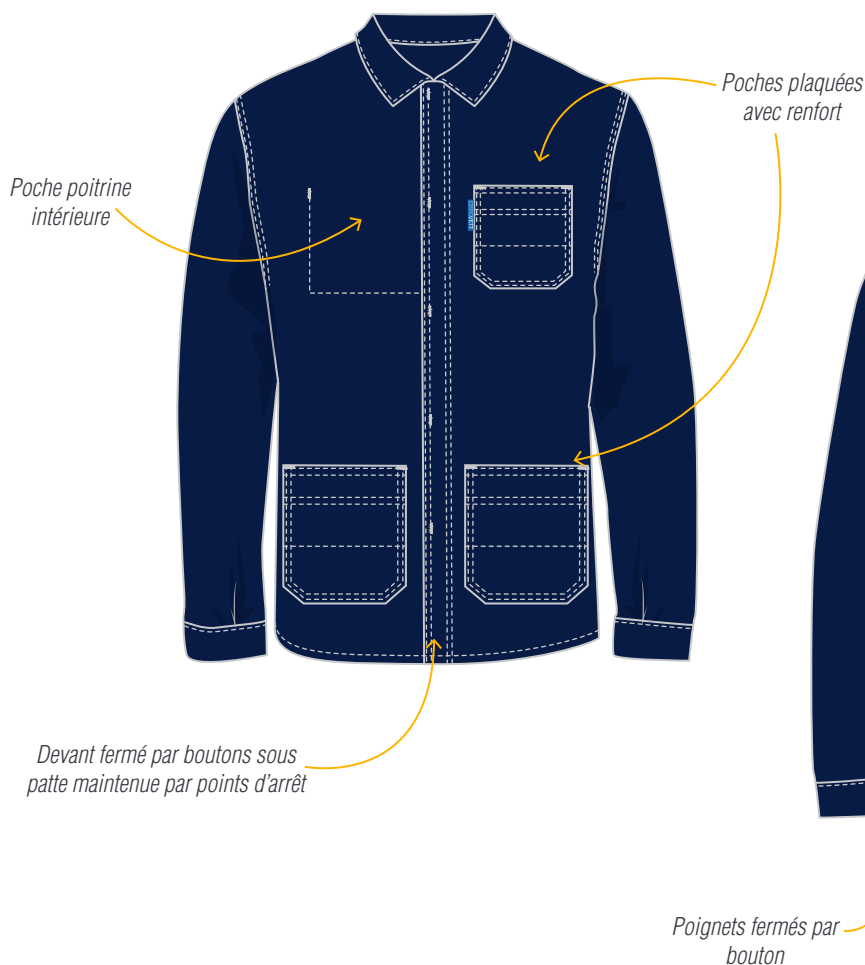 Poches plaquées
avec renfort
Poche poitrine
intérieure
Devant fermé par boutons sous
patte maintenue par points d'arrêt
Poignets fermés par
bouton